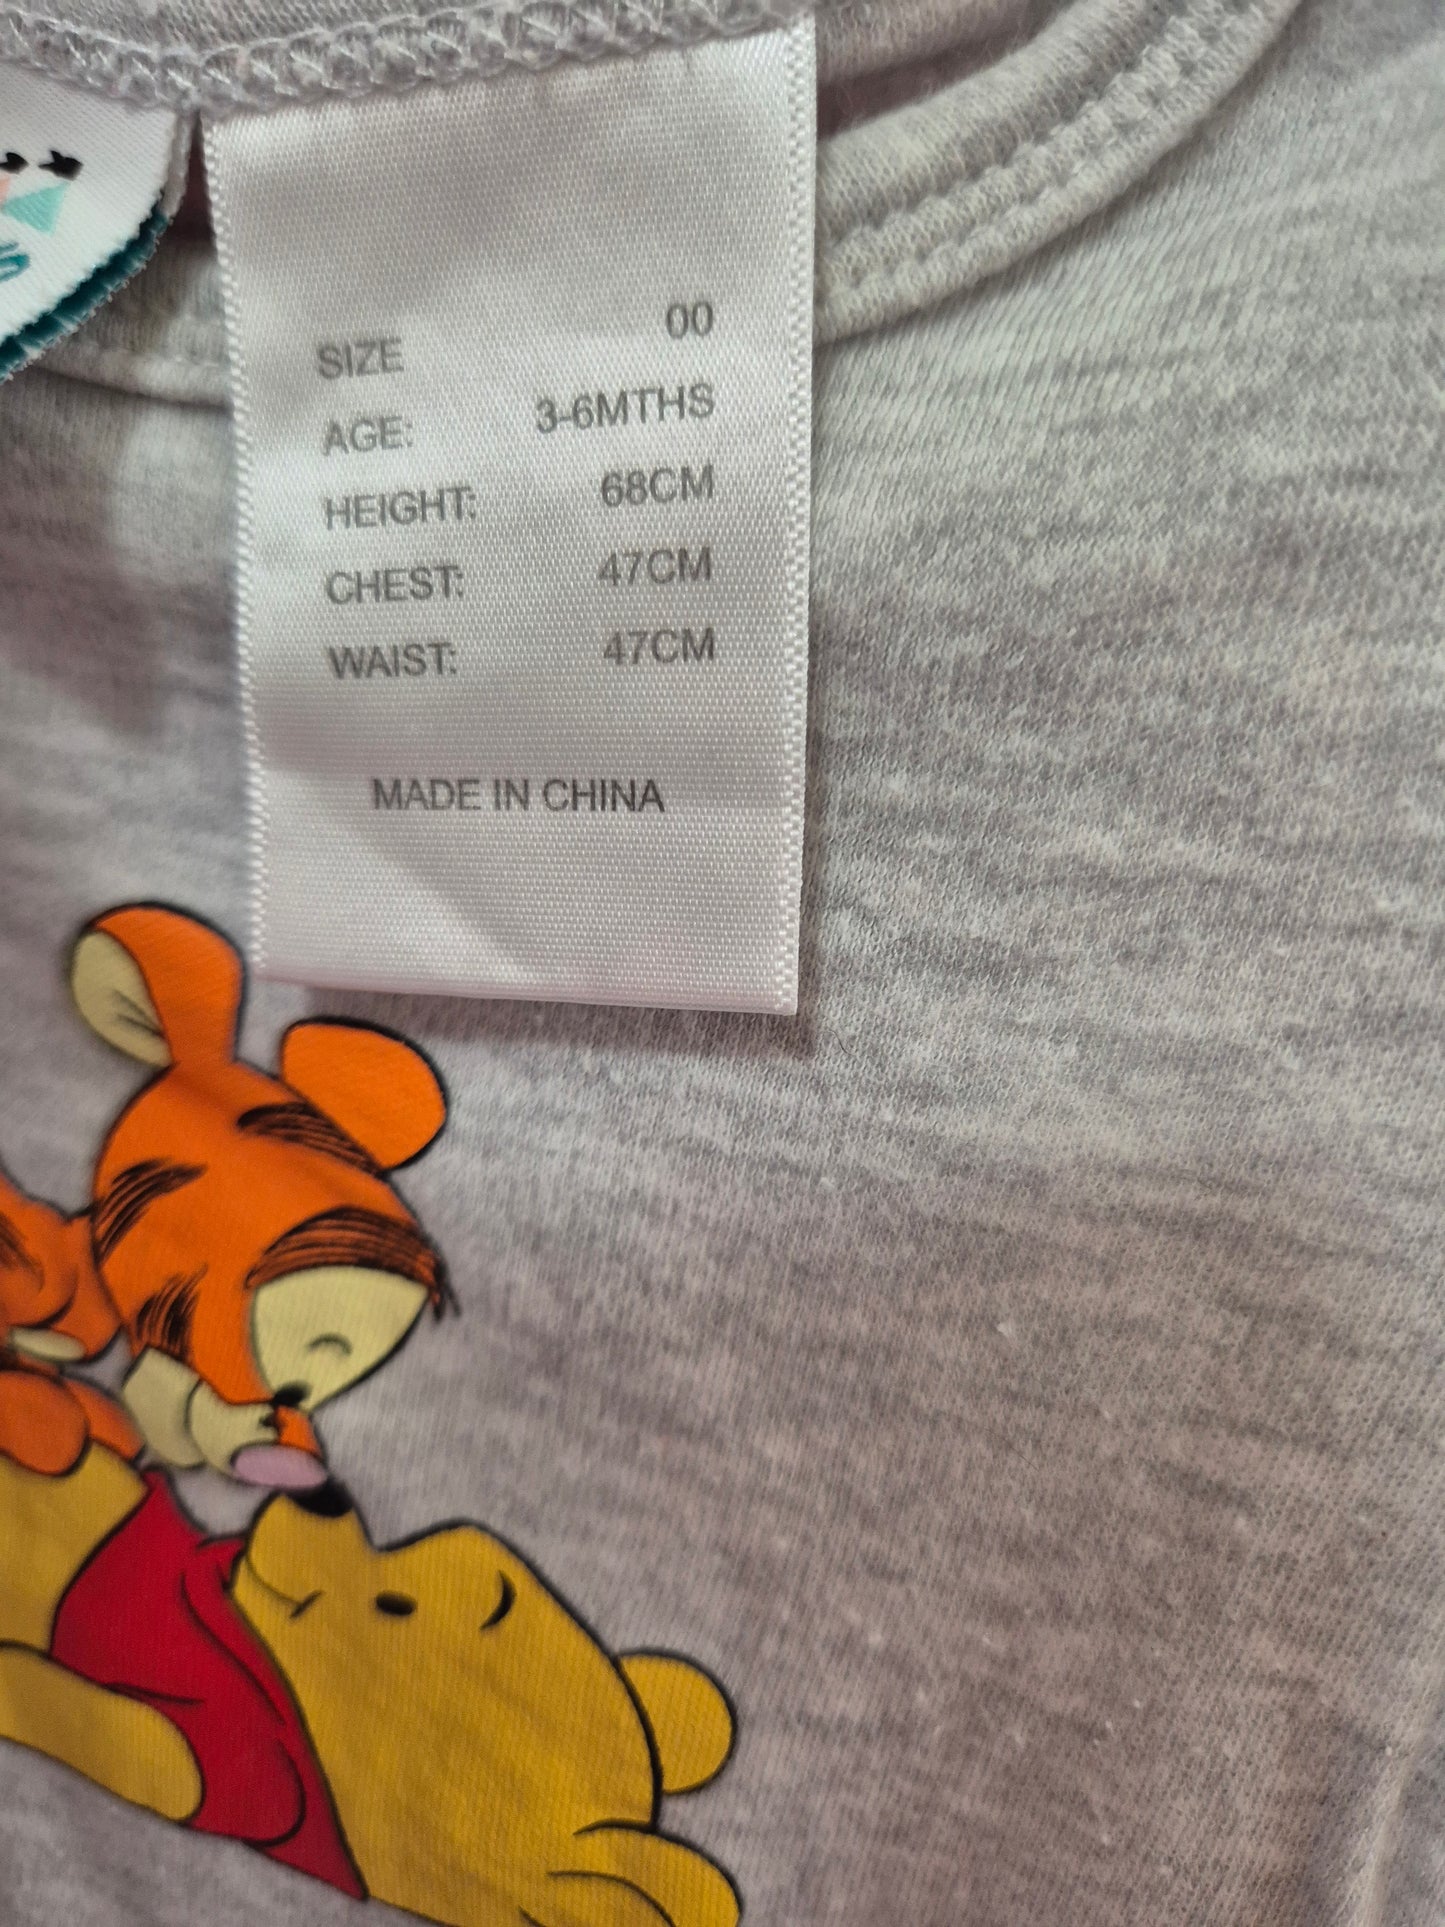 SIZE 00
AGE: 3-6MTHS
HEIGHT: 68CM
CHEST: 47CM
WAIST: 47CM
MADE IN CHINA